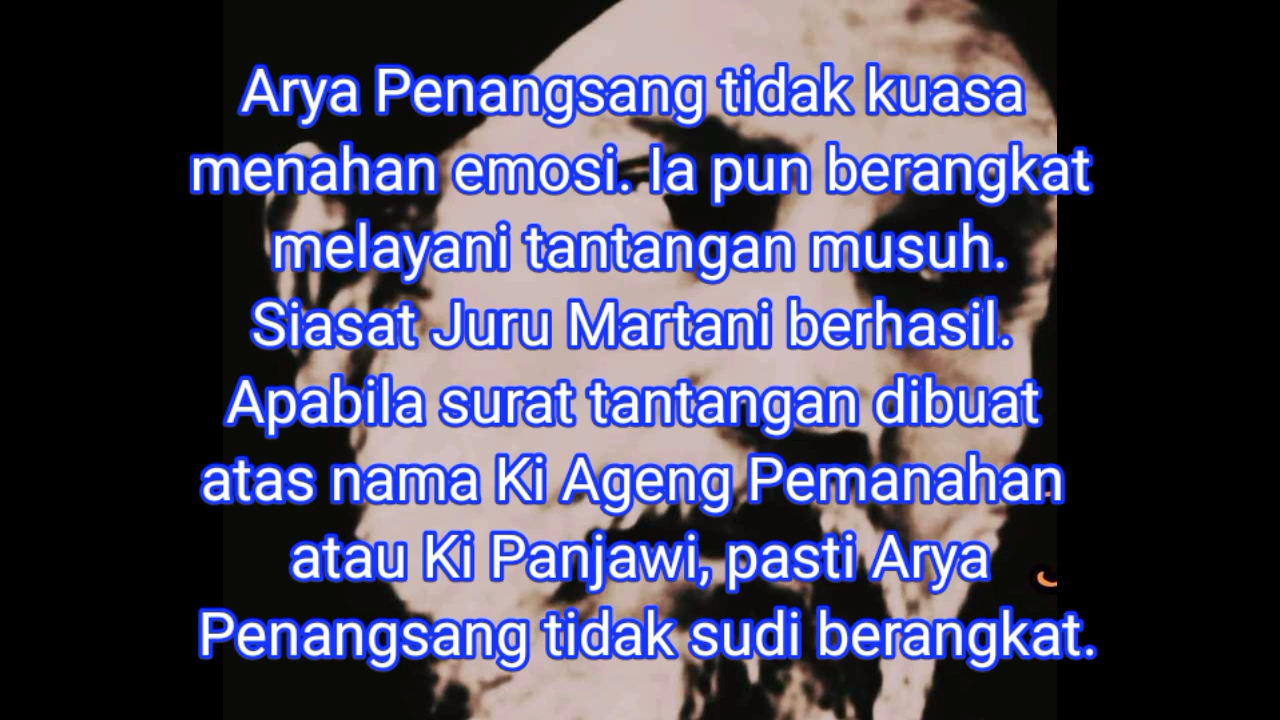 Arya Penangsang tidak kuasa
menahan emosi. Ia pun berangkat
melayani tantangan musuh.
Siasat Juru Martani berhasil.
Apabila surat tantangan dibuat
atas nama Ki Ageng Pemanahan
atau Ki Panjawi, pasti Arya
Penangsang tidak sudi berangkat.